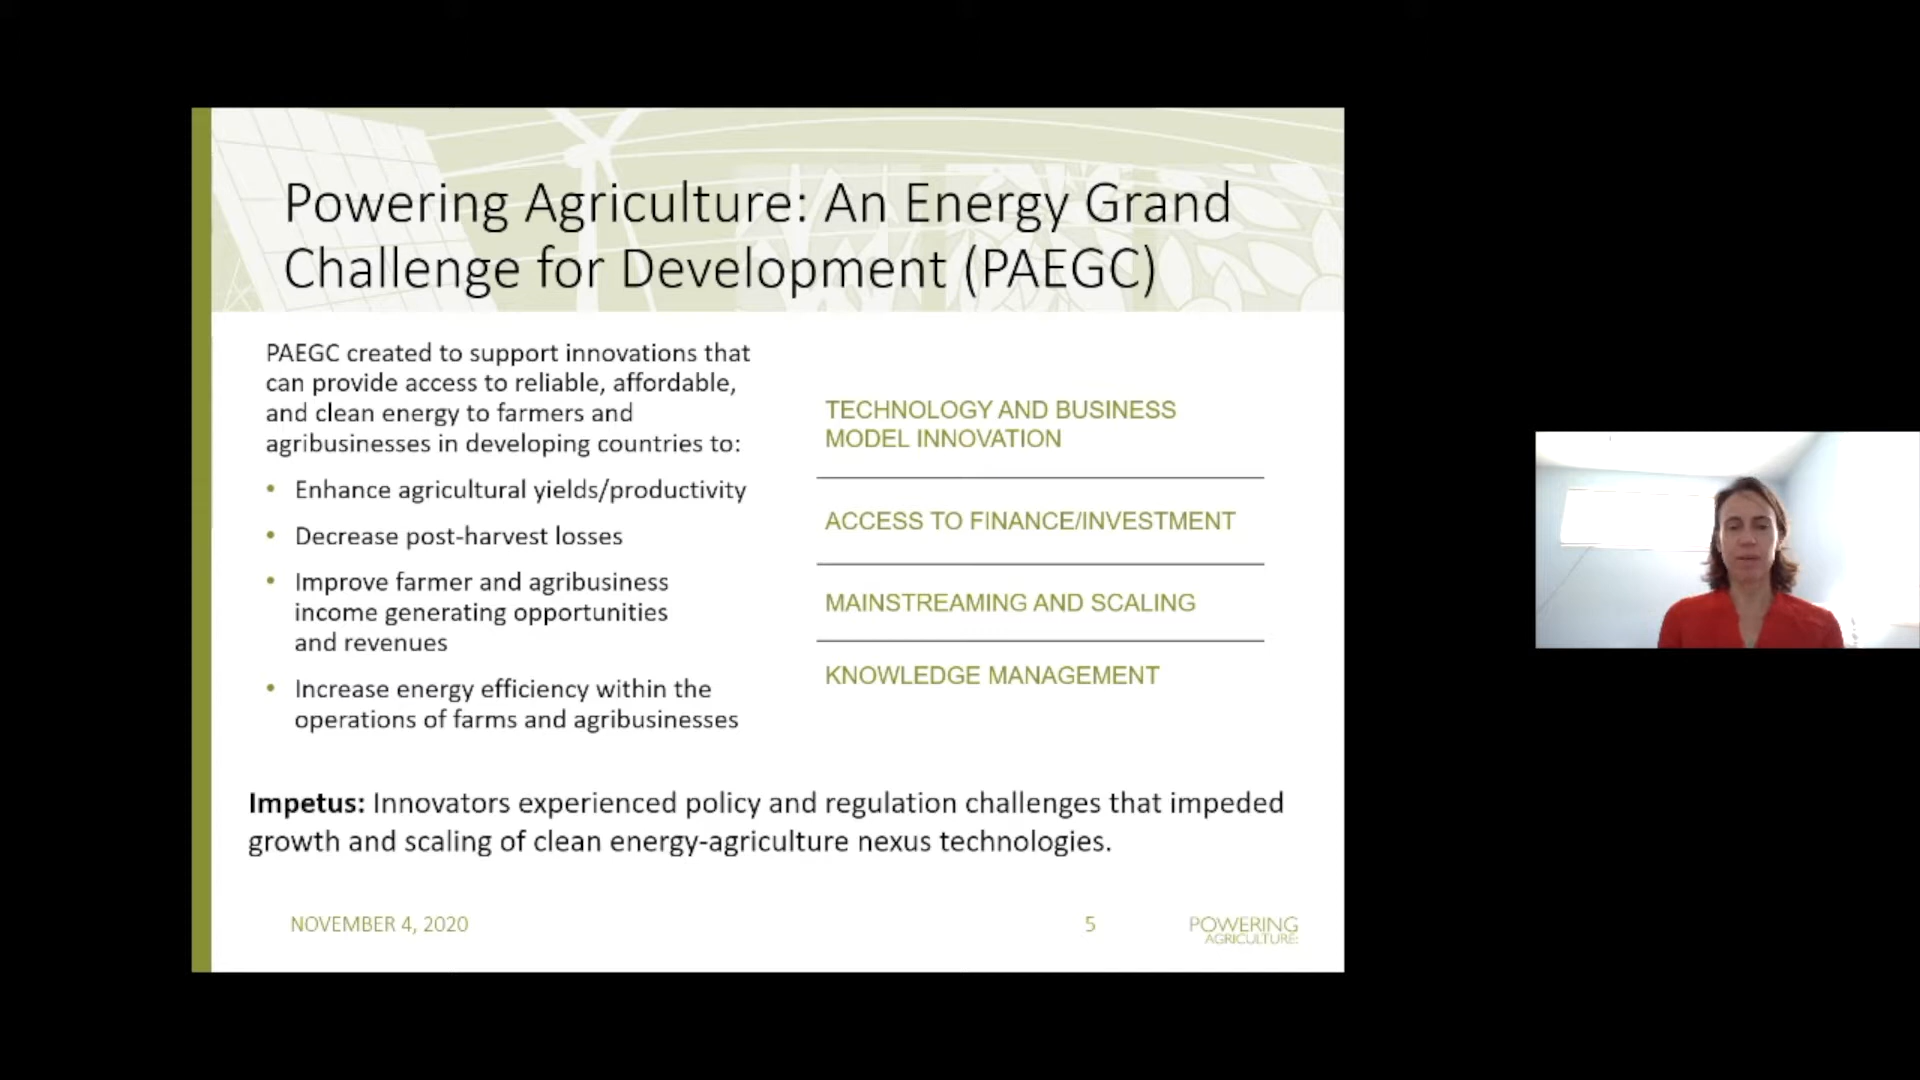 Powering Agriculture: An Energy Grand
Challenge for Development (PAEGC)
PAEGC created to support innovations that
can provide access to reliable, affordable,
and clean energy to farmers and
agribusinesses in developing countries to:
• Enhance agricultural yields/productivity
• Decrease post-harvest losses
• Improve farmer and agribusiness
income generating opportunities
and revenues
• Increase energy efficiency within the
operations of farms and agribusinesses
TECHNOLOGY AND BUSINESS
MODEL INNOVATION
ACCESS TO FINANCE/INVESTMENT
MAINSTREAMING AND SCALING
KNOWLEDGE MANAGEMENT
Impetus: Innovators experienced policy and regulation challenges that impeded
growth and scaling of clean energy-agriculture nexus technologies.
NOVEMBER 4, 2020
5
POWERING
AGRICULTURE: